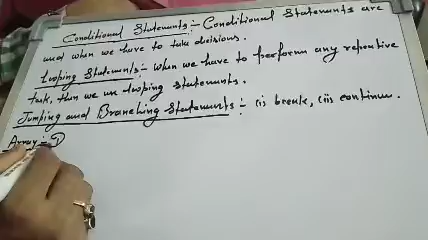 Conditional Statements:- Conditional Statements are
used when we have to take decisions.
Looping Statements:- When we have to perform any repeative
task, then we use looping statements.
Jumping and Branching Statements:- (i) break, (ii) continue.
Array:-